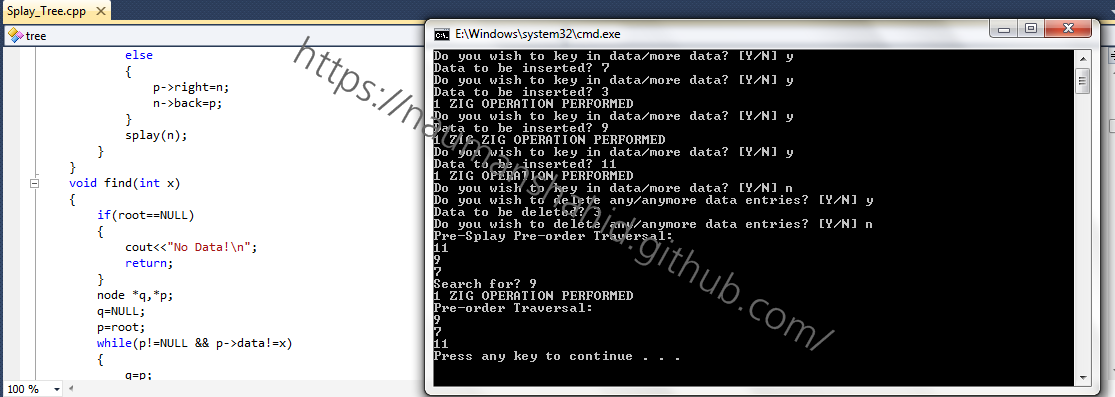 Splay_Tree.cpp
tree
else
{
p->right=n;
n->back=p;
}
splay(n);
}
}
void find(int x)
{
if(root==NULL)
{
cout<<"No Data!\n";
return;
}
node *q,*p;
q=NULL;
p=root;
while(p!=NULL && p->data!=x)
{
q=p;
100 %
E:\Windows\system32\cmd.exe
Do you wish to key in data/more data? [Y/N] y
Data to be inserted? 7
Do you wish to key in data/more data? [Y/N] y
Data to be inserted? 3
1 ZIG OPERATION PERFORMED
Do you wish to key in data/more data? [Y/N] y
Data to be inserted? 9
1 ZIG ZIG OPERATION PERFORMED
Do you wish to key in data/more data? [Y/N] y
Data to be inserted? 11
1 ZIG OPERATION PERFORMED
Do you wish to key in data/more data? [Y/N] n
Do you wish to delete any/anymore data entries? [Y/N] y
Data to be deleted? 3
Do you wish to delete any/anymore data entries? [Y/N] n
Pre-Splay Pre-order Traversal:
11
9
7
Search for? 9
1 ZIG OPERATION PERFORMED
Pre-order Traversal:
9
7
11
Press any key to continue . . .
https://naumanshahid.github.com/